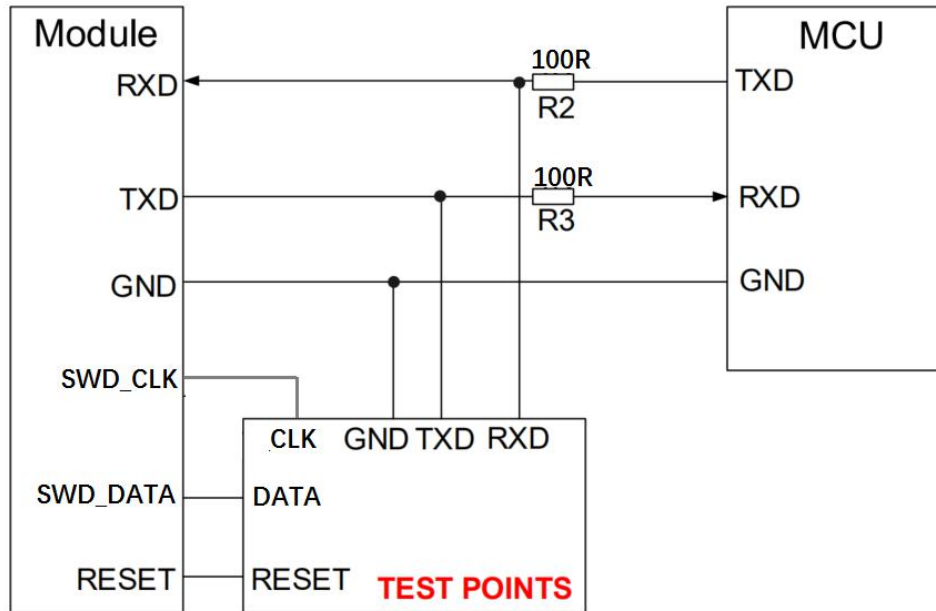 Module
MCU
100R
RXD
TXD
R2
100R
TXD
RXD
R3
GND
GND
SWD_CLK
CLK GND TXD RXD
SWD_DATA
DATA
RESET
RESET
TEST POINTS